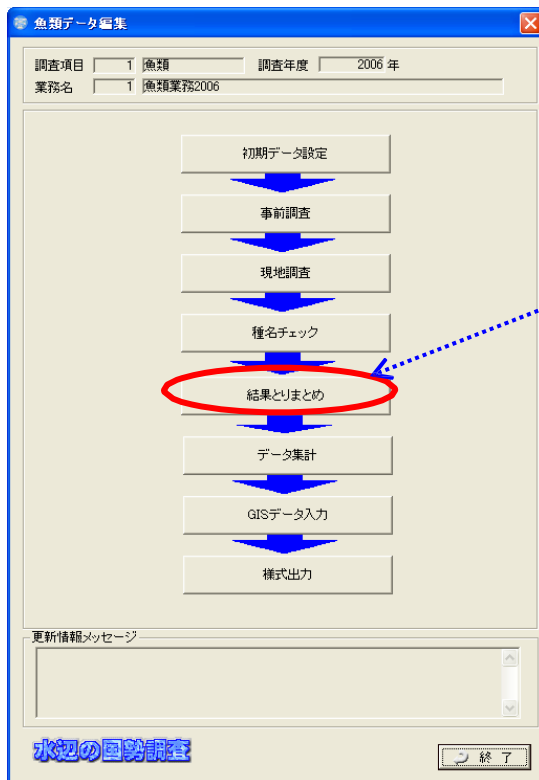 魚類データ編集
調査項目 1 魚類 調査年度 2006 年
業務名 1 魚類業務2006
初期データ設定
事前調査
現地調査
種名チェック
結果とりまとめ
データ集計
GISデータ入力
様式出力
更新情報メッセージ
水辺の国勢調査
終 了